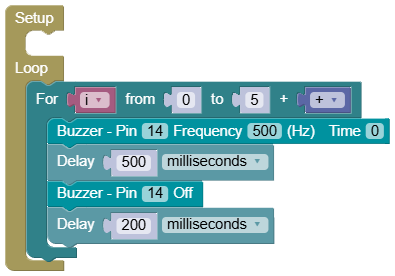 Setup
Loop
For i from 0 to 5 + +
Buzzer - Pin 14 Frequency 500 (Hz) Time 0
Delay 500 milliseconds
Buzzer - Pin 14 Off
Delay 200 milliseconds